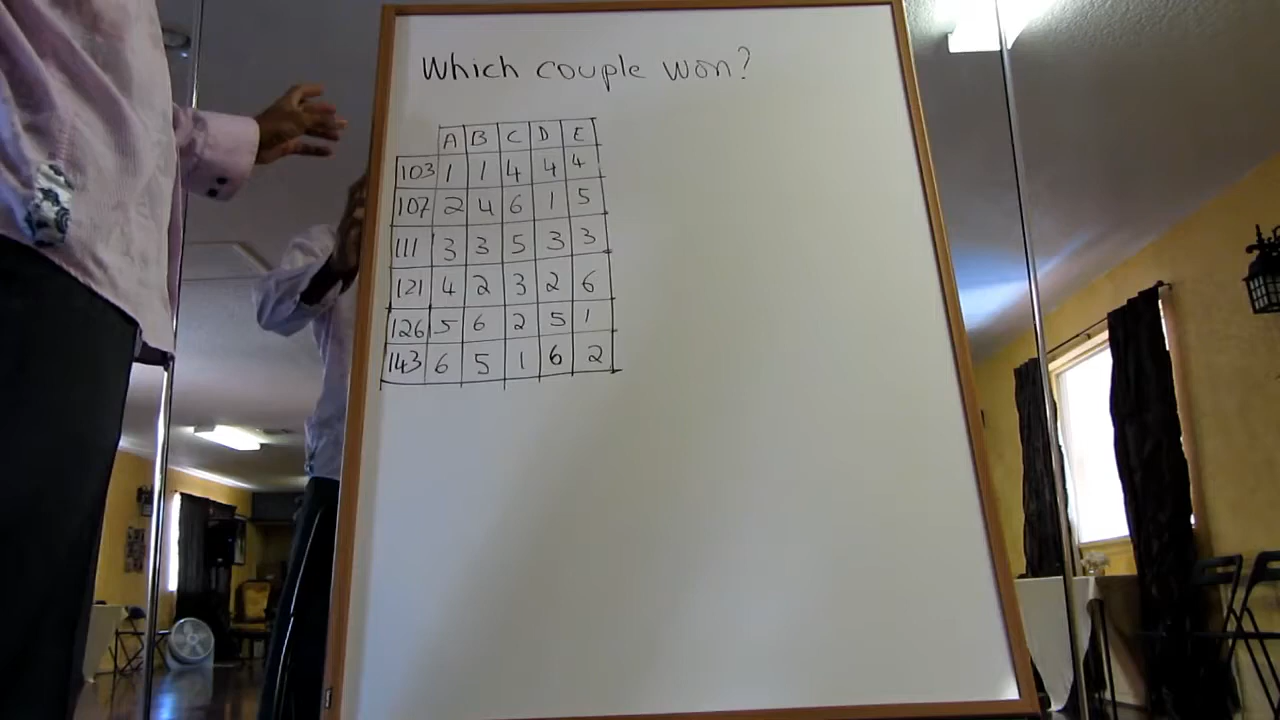 Which couple won?
A B C D E
103 1 1 4 4 4
107 2 4 6 1 5
111 3 3 5 3 3
121 4 2 3 2 6
126 5 6 2 5 1
143 6 5 1 6 2